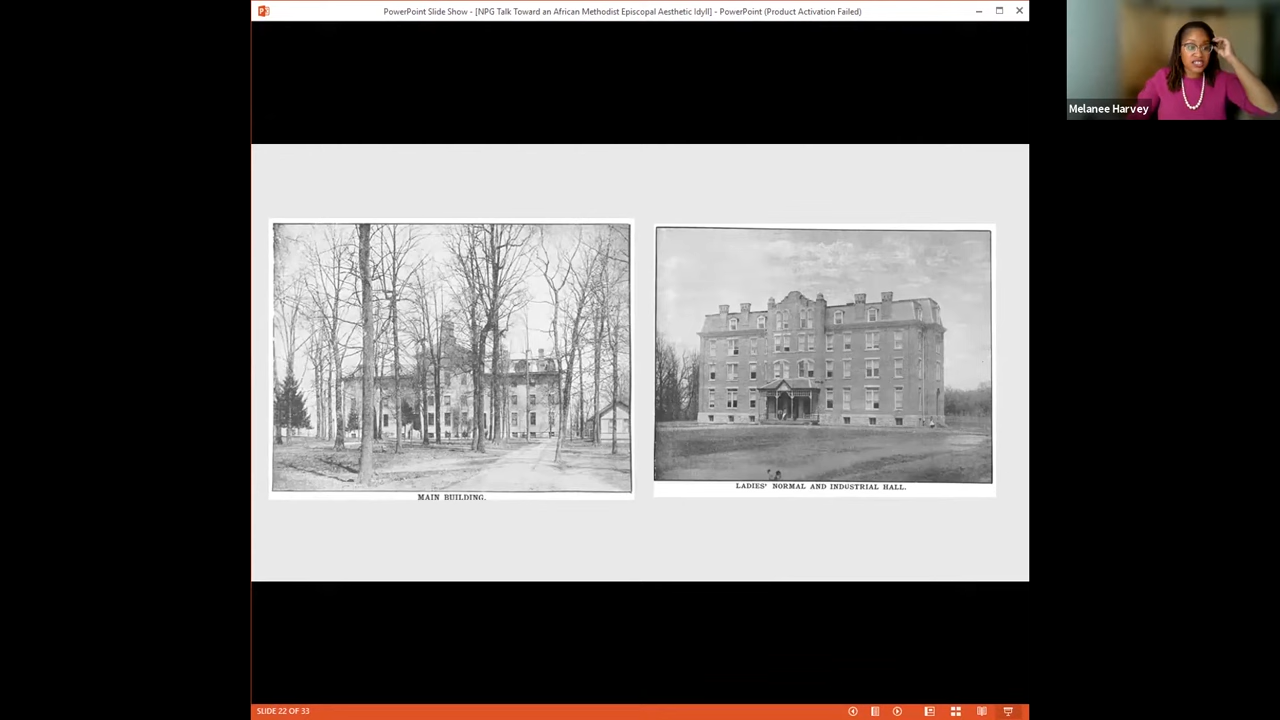 PowerPoint Slide Show - [NPG Talk Toward an African Methodist Episcopal Aesthetic Idyll] - PowerPoint (Product Activation Failed)
Melanee Harvey
MAIN BUILDING.
LADIES' NORMAL AND INDUSTRIAL HALL.
SLIDE 22 OF 33